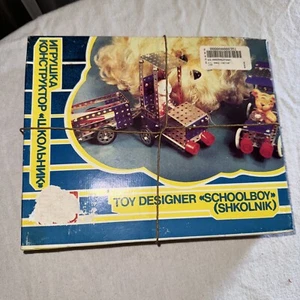 ИГРУШКА
КОНСТРУКТОР «ШКОЛЬНИК»
TOY DESIGNER «SCHOOLBOY»
(SHKOLNIK)